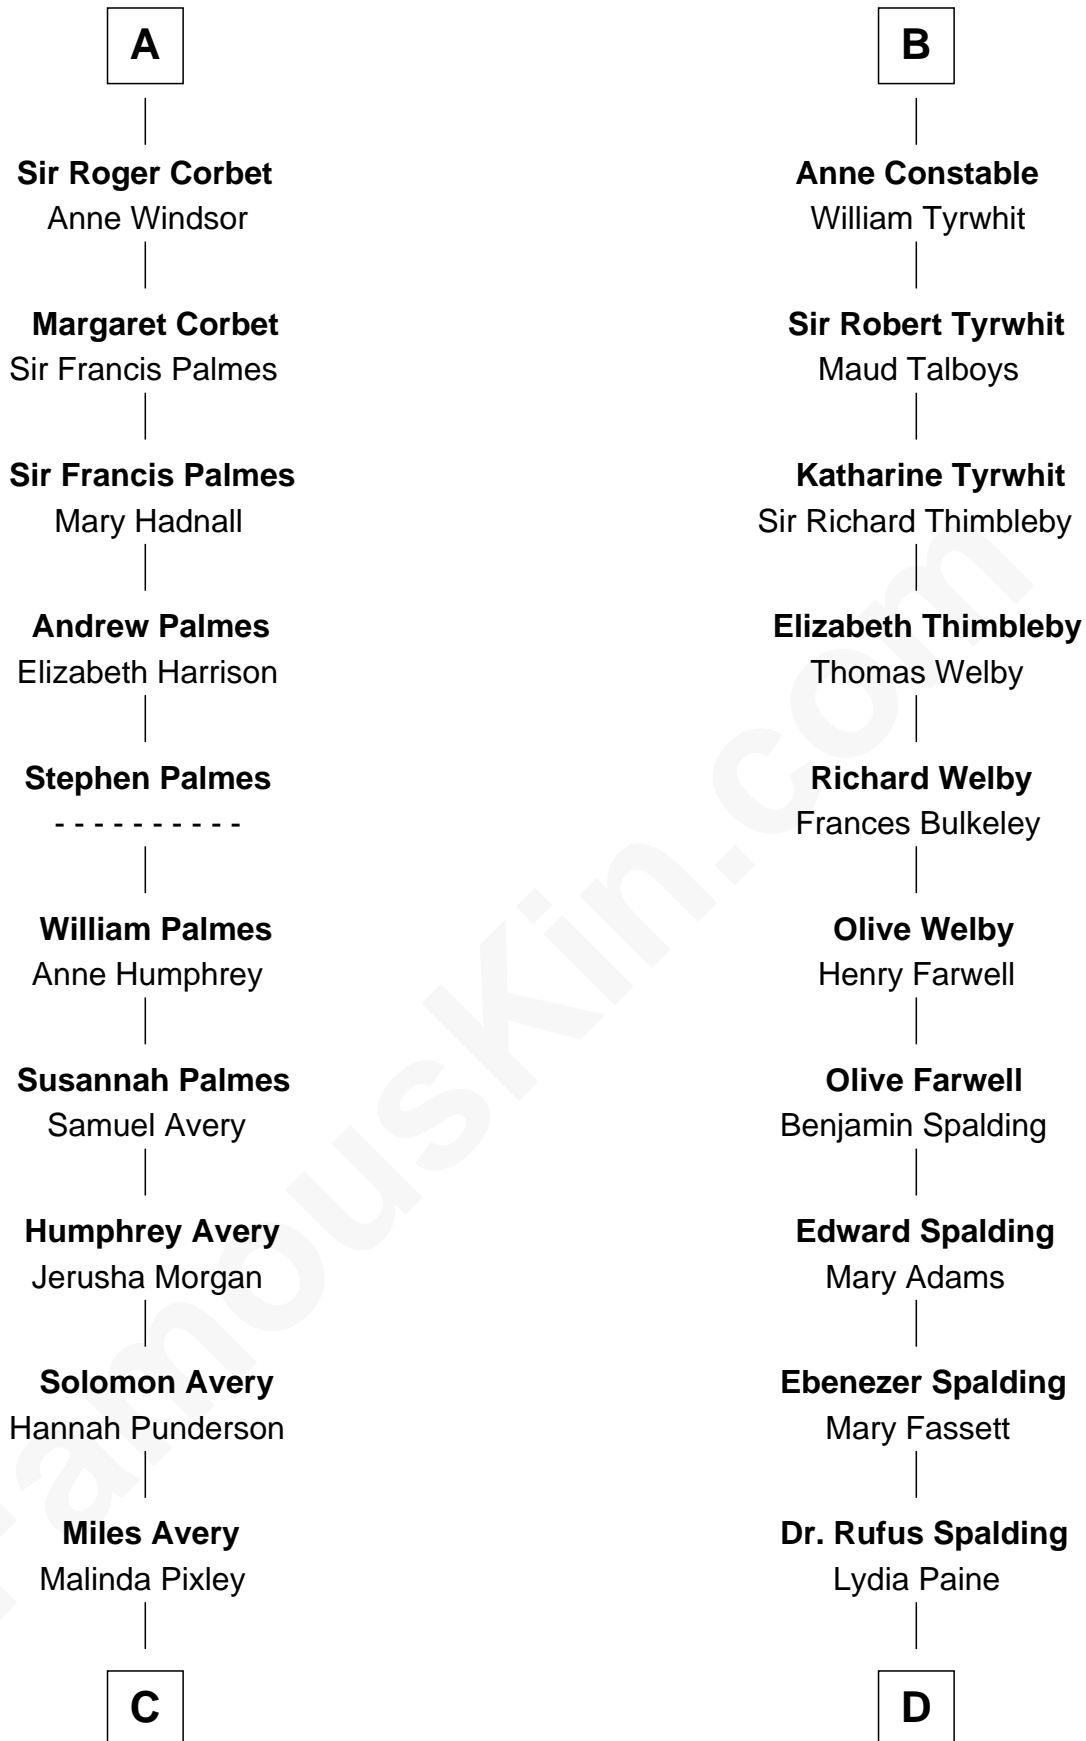 A
Sir Roger Corbet
Anne Windsor
Margaret Corbet
Sir Francis Palmes
Sir Francis Palmes
Mary Hadnall
Andrew Palmes
Elizabeth Harrison
Stephen Palmes
- - - - - - - - - -
William Palmes
Anne Humphrey
Susannah Palmes
Samuel Avery
Humphrey Avery
Jerusha Morgan
Solomon Avery
Hannah Punderson
Miles Avery
Malinda Pixley
C
B
Anne Constable
William Tyrwhit
Sir Robert Tyrwhit
Maud Talboys
Katharine Tyrwhit
Sir Richard Thimbleby
Elizabeth Thimbleby
Thomas Welby
Richard Welby
Frances Bulkeley
Olive Welby
Henry Farwell
Olive Farwell
Benjamin Spalding
Edward Spalding
Mary Adams
Ebenezer Spalding
Mary Fassett
Dr. Rufus Spalding
Lydia Paine
D
FamousKin.com